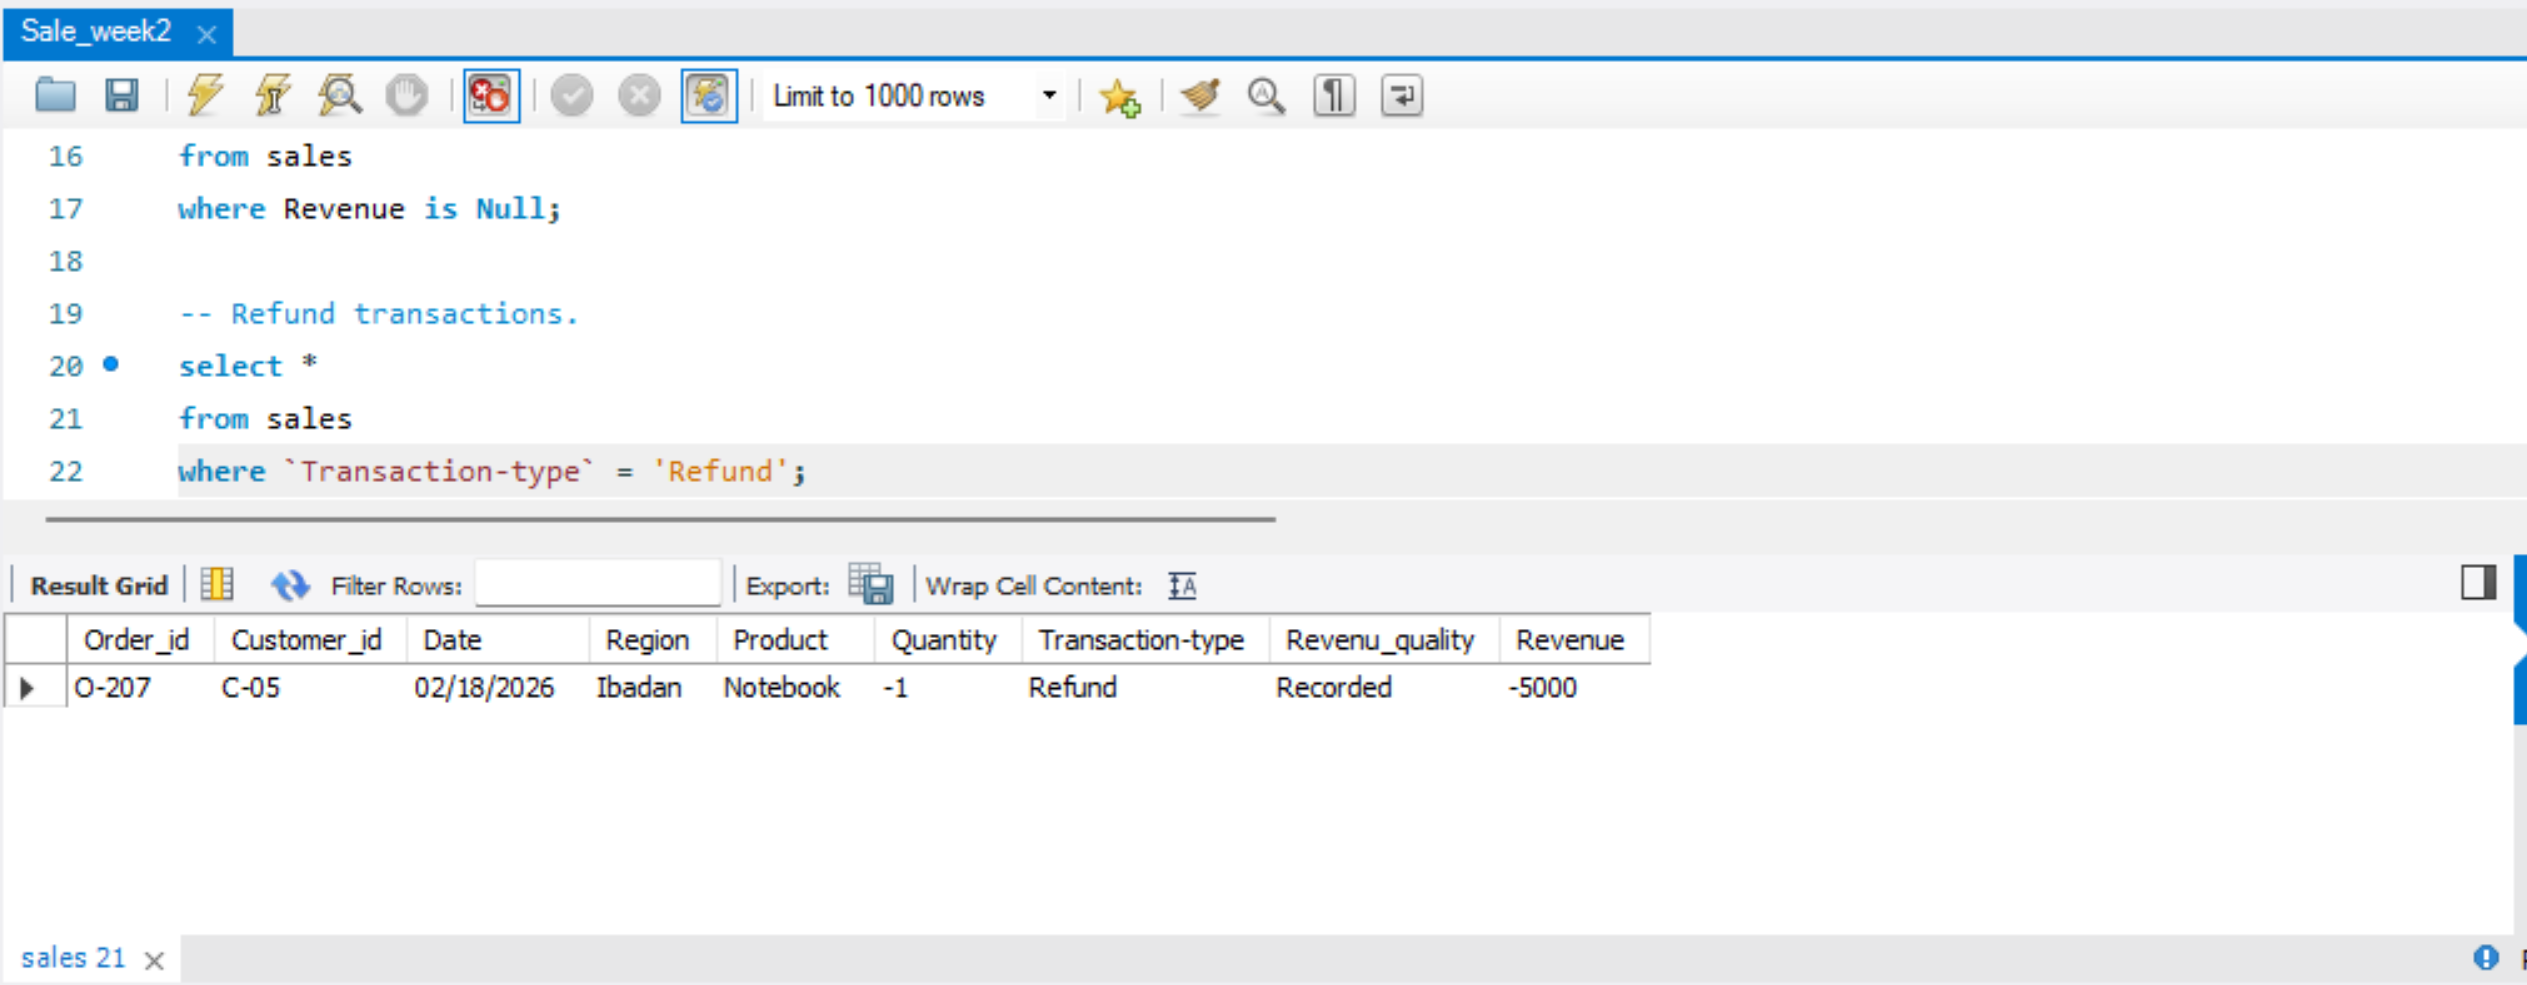 Sale_week2
Limit to 1000 rows
16 from sales
17 where Revenue is Null;
18
19 -- Refund transactions.
20 select *
21 from sales
22 where `Transaction-type` = 'Refund';
Result Grid Filter Rows: Export: Wrap Cell Content:
Order_id Customer_id Date Region Product Quantity Transaction-type Revenu_quality Revenue
O-207 C-05 02/18/2026 Ibadan Notebook -1 Refund Recorded -5000
sales 21